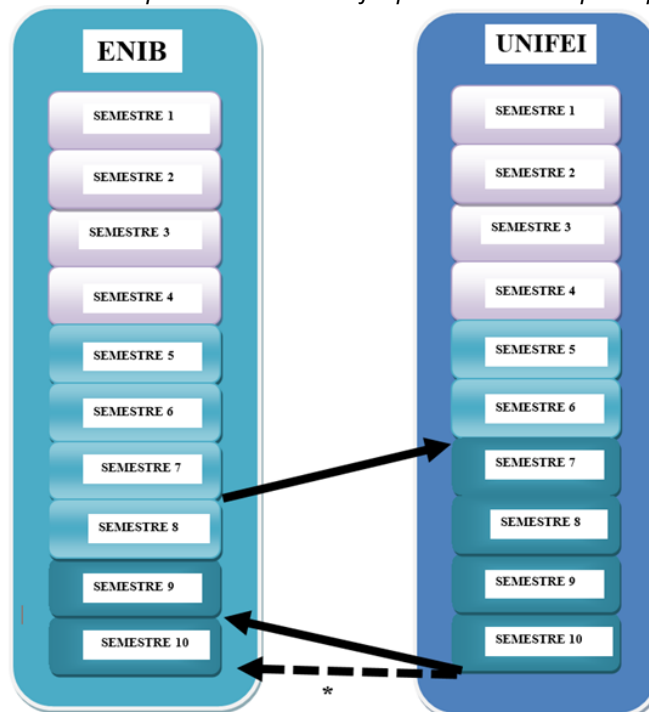 ENIB
SEMESTRE 1
SEMESTRE 2
SEMESTRE 3
SEMESTRE 4
SEMESTRE 5
SEMESTRE 6
SEMESTRE 7
SEMESTRE 8
SEMESTRE 9
SEMESTRE 10
UNIFEI
SEMESTRE 1
SEMESTRE 2
SEMESTRE 3
SEMESTRE 4
SEMESTRE 5
SEMESTRE 6
SEMESTRE 7
SEMESTRE 8
SEMESTRE 9
SEMESTRE 10
*